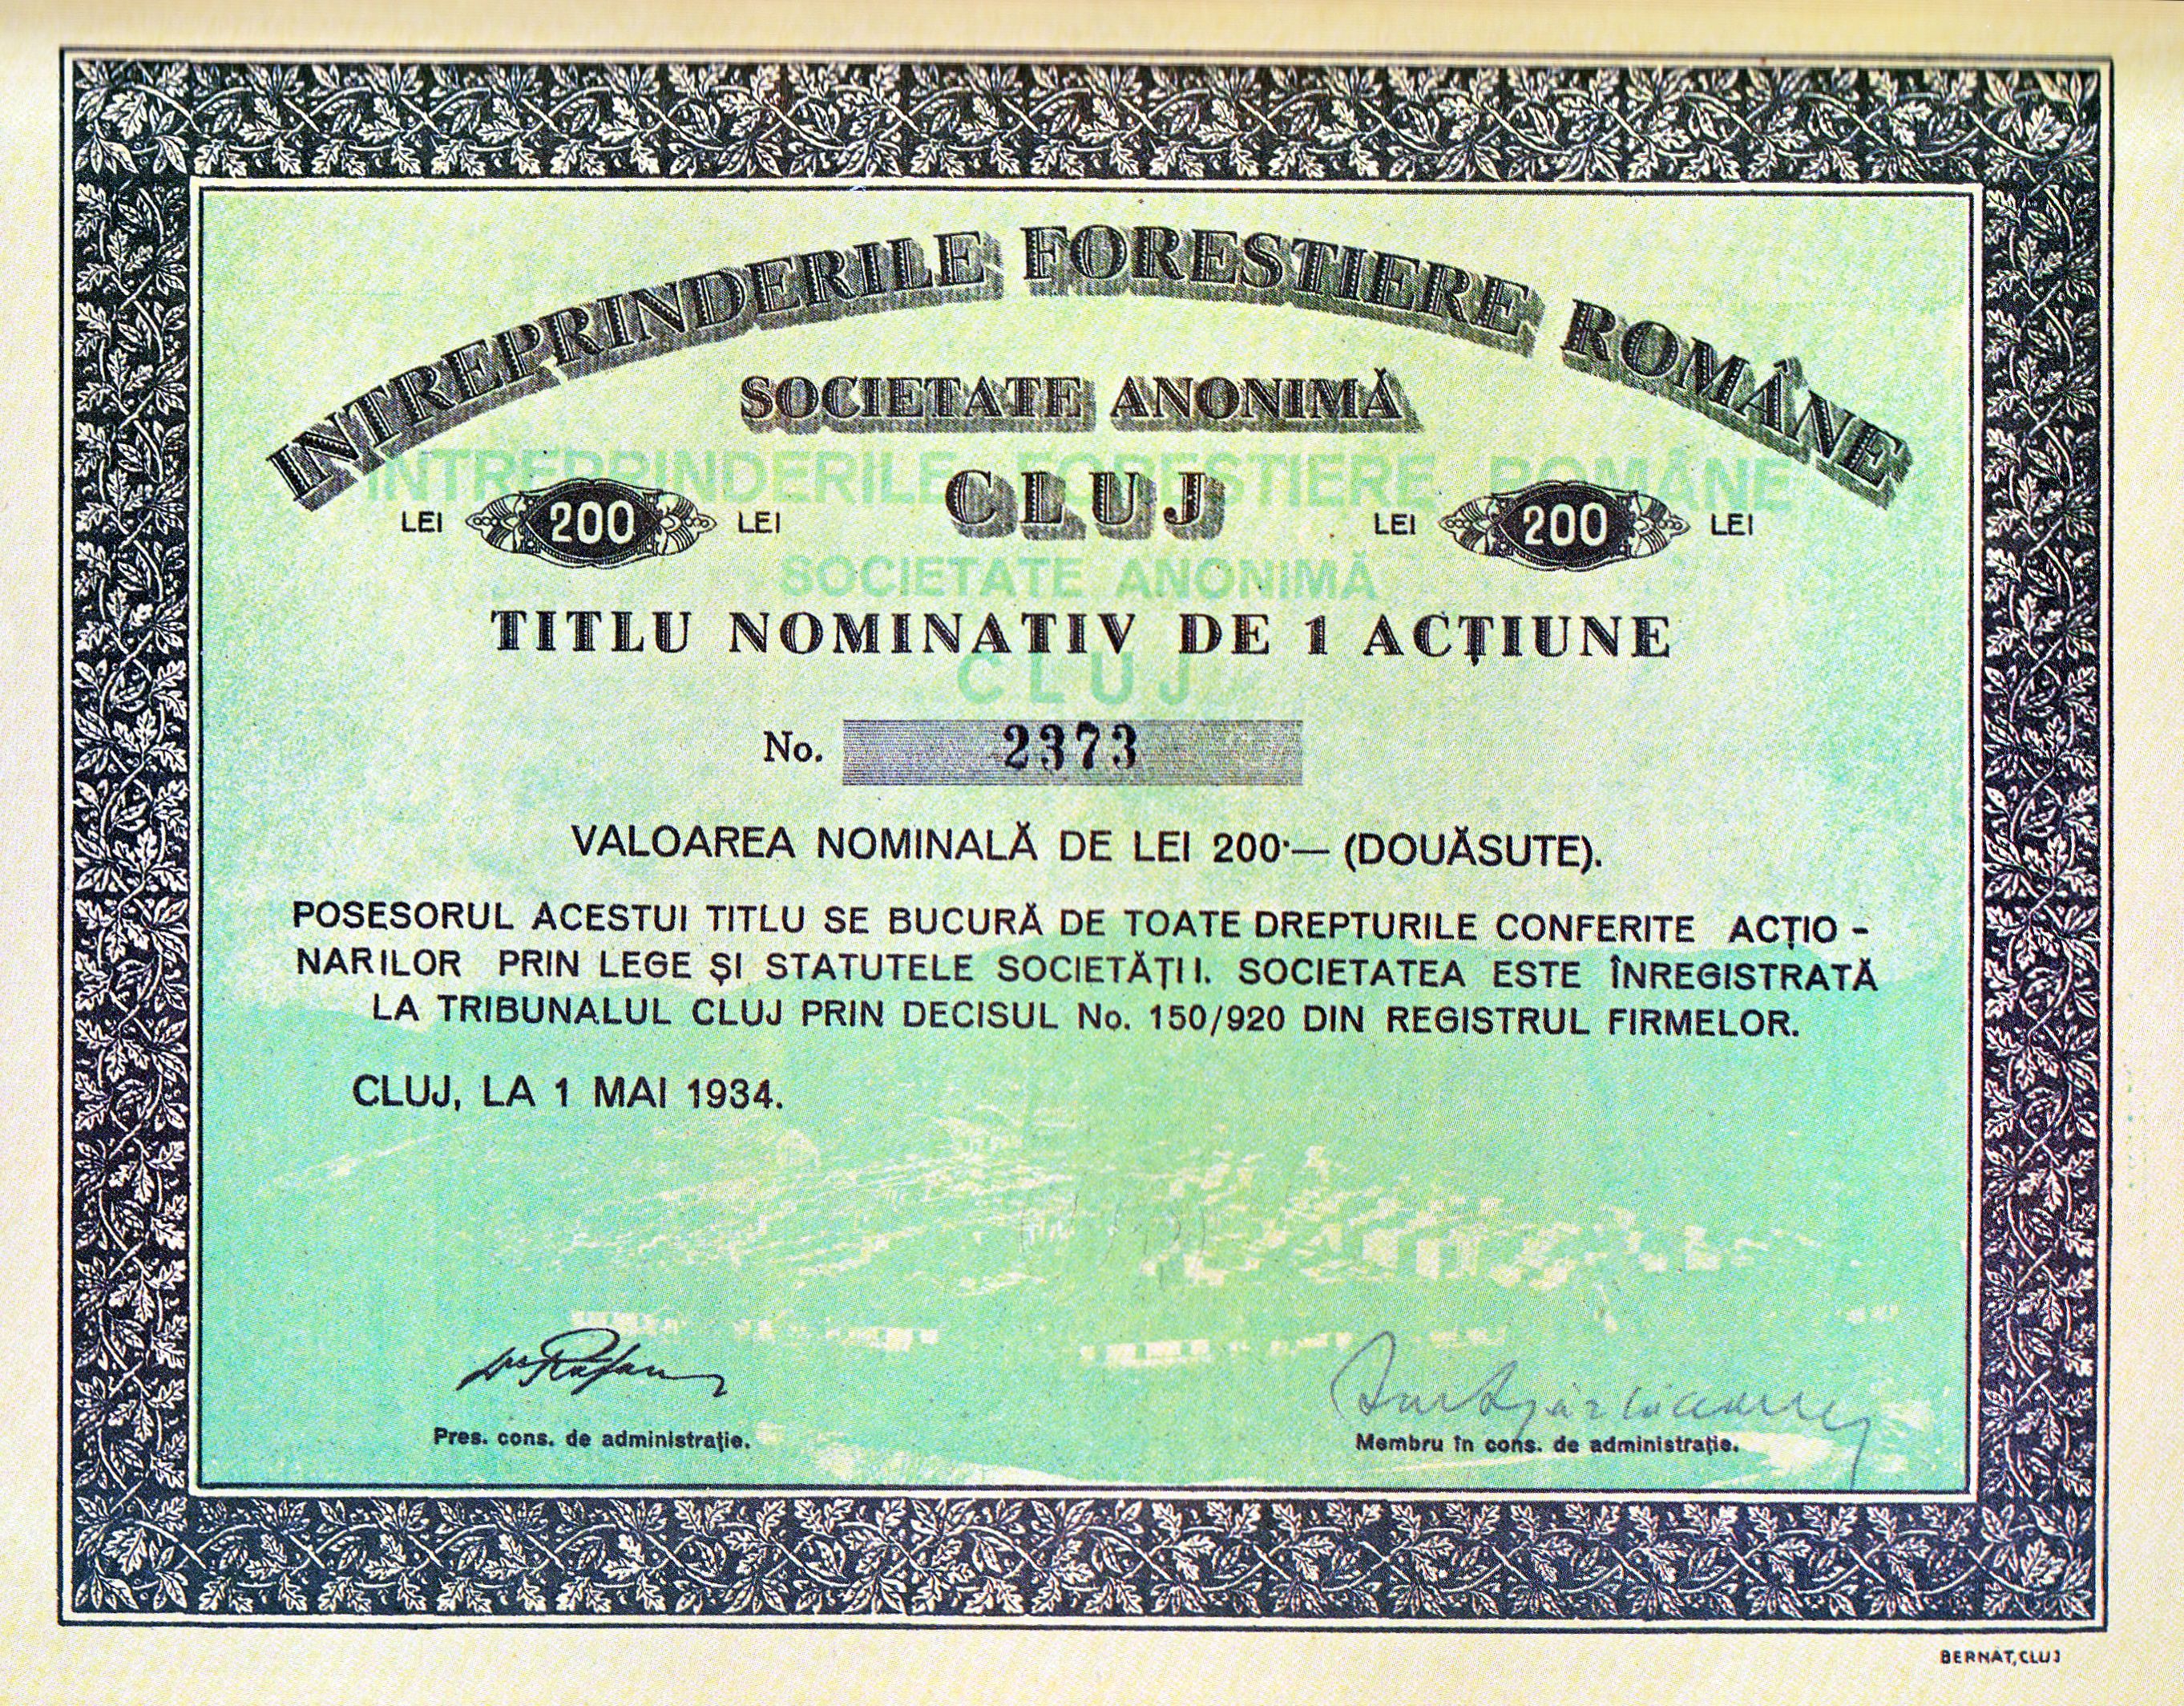 INTREPRINDERILE FORESTIERE ROMÂNE
SOCIETATE ANONIMĂ
INTREPRINDERILE FORESTIERE ROMÂNE
CLUJ
LEI 200 LEI
LEI 200 LEI
SOCIETATE ANONIMĂ
TITLU NOMINATIV DE 1 ACȚIUNE
CLUJ
No. 2373
VALOAREA NOMINALĂ DE LEI 200·— (DOUĂSUTE).
POSESORUL ACESTUI TITLU SE BUCURĂ DE TOATE DREPTURILE CONFERITE ACȚIO -
NARILOR PRIN LEGE ȘI STATUTELE SOCIETĂȚII. SOCIETATEA ESTE ÎNREGISTRATĂ
LA TRIBUNALUL CLUJ PRIN DECISUL No. 150/920 DIN REGISTRUL FIRMELOR.
CLUJ, LA 1 MAI 1934.
Pres. cons. de administrație.
Membru în cons. de administrație.
BERNÁT, CLUJ